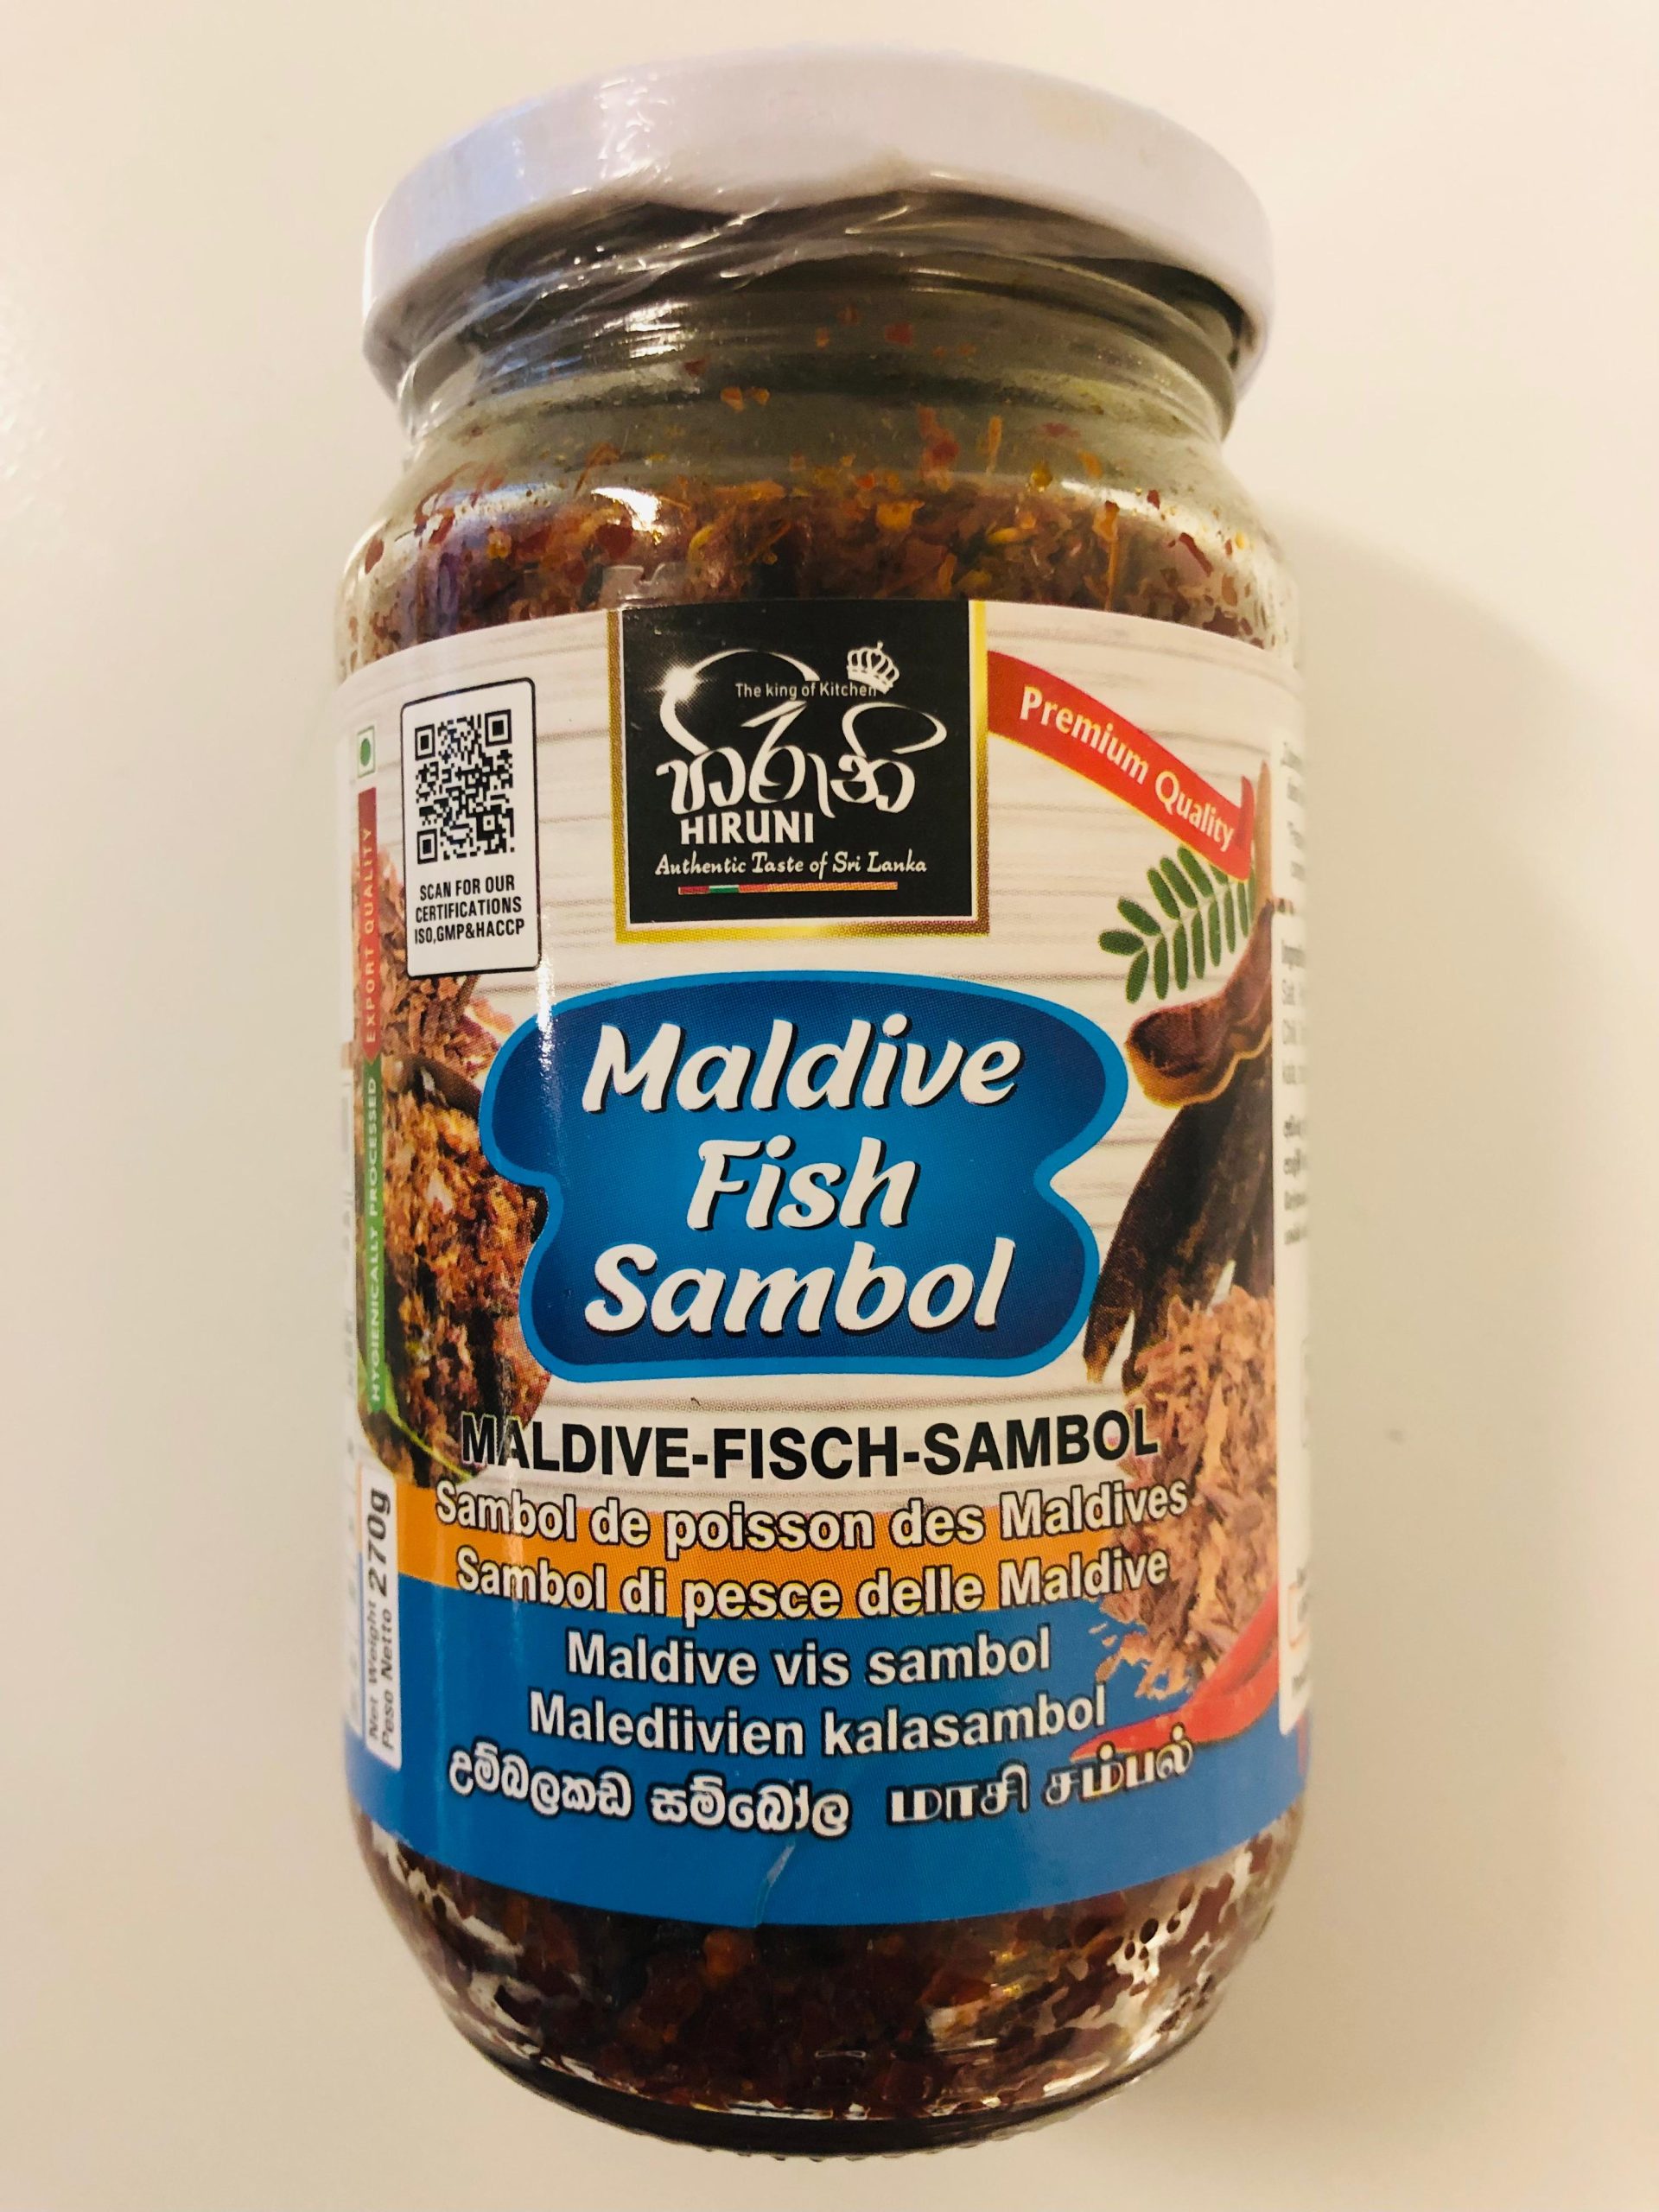 The king of Kitchen
හිරුනි
HIRUNI
Authentic Taste of Sri Lanka
Premium Quality
SCAN FOR OUR
CERTIFICATIONS
ISO,GMP&HACCP
EXPORT QUALITY
HYGIENICALLY PROCESSED
Maldive
Fish
Sambol
MALDIVE-FISCH-SAMBOL
Sambol de poisson des Maldives
Sambol di pesce delle Maldive
Maldive vis sambol
Malediivien kalasambol
උම්බලකඩ සම්බෝල மாசி சம்பல்
Net Weight 270g
Peso Netto